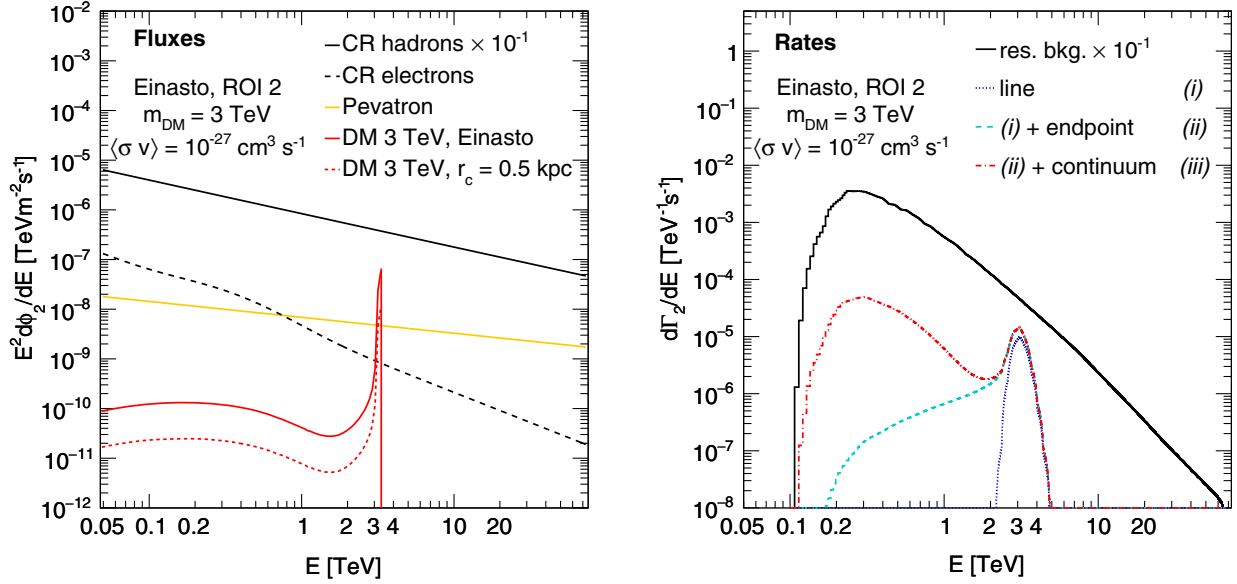 Fluxes
Einasto, ROI 2
m_DM = 3 TeV
⟨σ v⟩ = 10^-27 cm^3 s^-1
CR hadrons × 10^-1
CR electrons
Pevatron
DM 3 TeV, Einasto
DM 3 TeV, r_c = 0.5 kpc
E^2dϕ_2/dE [TeVm^-2s^-1]
10^-2
10^-3
10^-4
10^-5
10^-6
10^-7
10^-8
10^-9
10^-10
10^-11
10^-12
0.05 0.1 1 2 3 4 10 20
E [TeV]
Rates
Einasto, ROI 2
m_DM = 3 TeV
⟨σ v⟩ = 10^-27 cm^3 s^-1
res. bkg. × 10^-1
line (i)
(i) + endpoint (ii)
(ii) + continuum (iii)
dΓ_2/dE [TeV^-1s^-1]
1
10^-1
10^-2
10^-3
10^-4
10^-5
10^-6
10^-7
10^-8
0.05 0.1 1 2 3 4 10 20
E [TeV]